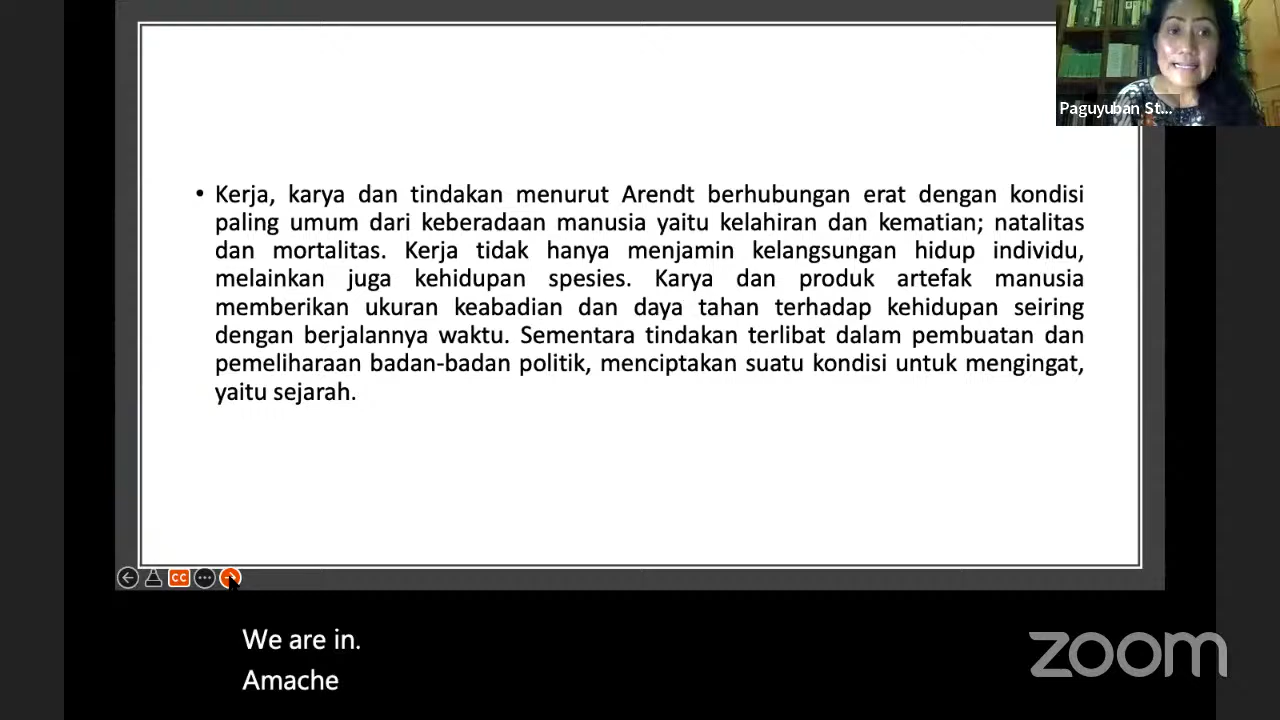 Paguyuban St...
• Kerja, karya dan tindakan menurut Arendt berhubungan erat dengan kondisi
paling umum dari keberadaan manusia yaitu kelahiran dan kematian; natalitas
dan mortalitas. Kerja tidak hanya menjamin kelangsungan hidup individu,
melainkan juga kehidupan spesies. Karya dan produk artefak manusia
memberikan ukuran keabadian dan daya tahan terhadap kehidupan seiring
dengan berjalannya waktu. Sementara tindakan terlibat dalam pembuatan dan
pemeliharaan badan-badan politik, menciptakan suatu kondisi untuk mengingat,
yaitu sejarah.
CC
We are in.
Amache
zoom